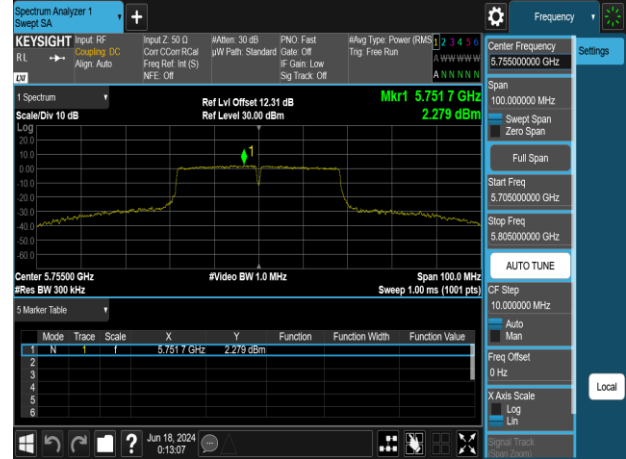 Spectrum Analyzer 1
Swept SA
+
Frequency
KEYSIGHT
RL
LXI
Input: RF
Coupling: DC
Align: Auto
Input Z: 50 Ω
Corr CCorr RCal
Freq Ref: Int (S)
NFE: Off
#Atten: 30 dB
µW Path: Standard
PNO: Fast
Gate: Off
IF Gain: Low
Sig Track: Off
#Avg Type: Power (RMS
Trig: Free Run
1 2 3 4 5 6
A W W W W W
A N N N N N
1 Spectrum
Scale/Div 10 dB
Ref Lvl Offset 12.31 dB
Ref Level 30.00 dBm
Mkr1 5.751 7 GHz
2.279 dBm
Log
20.0
10.0
0.00
-10.0
-20.0
-30.0
-40.0
-50.0
-60.0
1
Center 5.75500 GHz
#Res BW 300 kHz
#Video BW 1.0 MHz
Span 100.0 MHz
Sweep 1.00 ms (1001 pts)
5 Marker Table
Mode Trace Scale X Y Function Function Width Function Value
1 N 1 f 5.751 7 GHz 2.279 dBm
2
3
4
5
6
Jun 18, 2024
0:13:07
Center Frequency
5.755000000 GHz
Settings
Span
100.000000 MHz
Swept Span
Zero Span
Full Span
Start Freq
5.705000000 GHz
Stop Freq
5.805000000 GHz
AUTO TUNE
CF Step
10.000000 MHz
Auto
Man
Freq Offset
0 Hz
X Axis Scale
Log
Lin
Signal Track
(Span Zoom)
Local